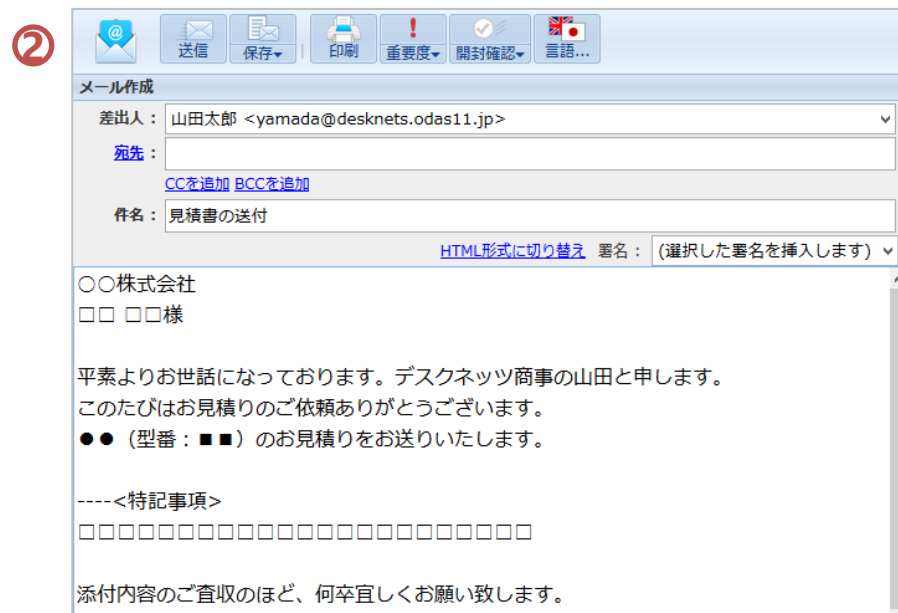 ②
送信 保存▾ 印刷 重要度▾ 開封確認▾ 言語...
メール作成
差出人： 山田太郎 <yamada@desknets.odas11.jp>
宛先：
CCを追加 BCCを追加
件名： 見積書の送付
HTML形式に切り替え 署名： (選択した署名を挿入します)
○○株式会社
□□ □□様
平素よりお世話になっております。デスクネッツ商事の山田と申します。
このたびはお見積りのご依頼ありがとうございます。
●●（型番：■■）のお見積りをお送りいたします。
----<特記事項>
□□□□□□□□□□□□□□□□□□□□□□□
添付内容のご査収のほど、何卒宜しくお願い致します。